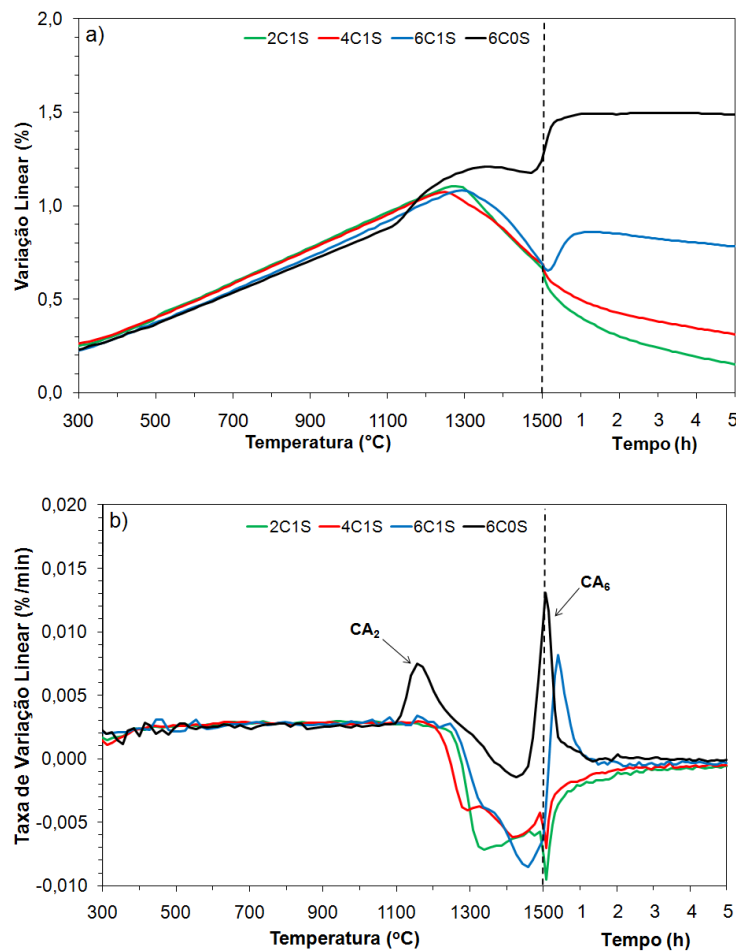 a)
2C1S 4C1S 6C1S 6C0S
Variação Linear (%)
2,0
1,5
1,0
0,5
0,0
300 500 700 900 1100 1300 1500 1 2 3 4 5
Temperatura (°C) Tempo (h)
b)
2C1S 4C1S 6C1S 6C0S
Taxa de Variação Linear (%/min)
0,020
0,015
0,010
0,005
0,000
-0,005
-0,010
CA₂
CA₆
300 500 700 900 1100 1300 1500 1 2 3 4 5
Temperatura (ºC) Tempo (h)